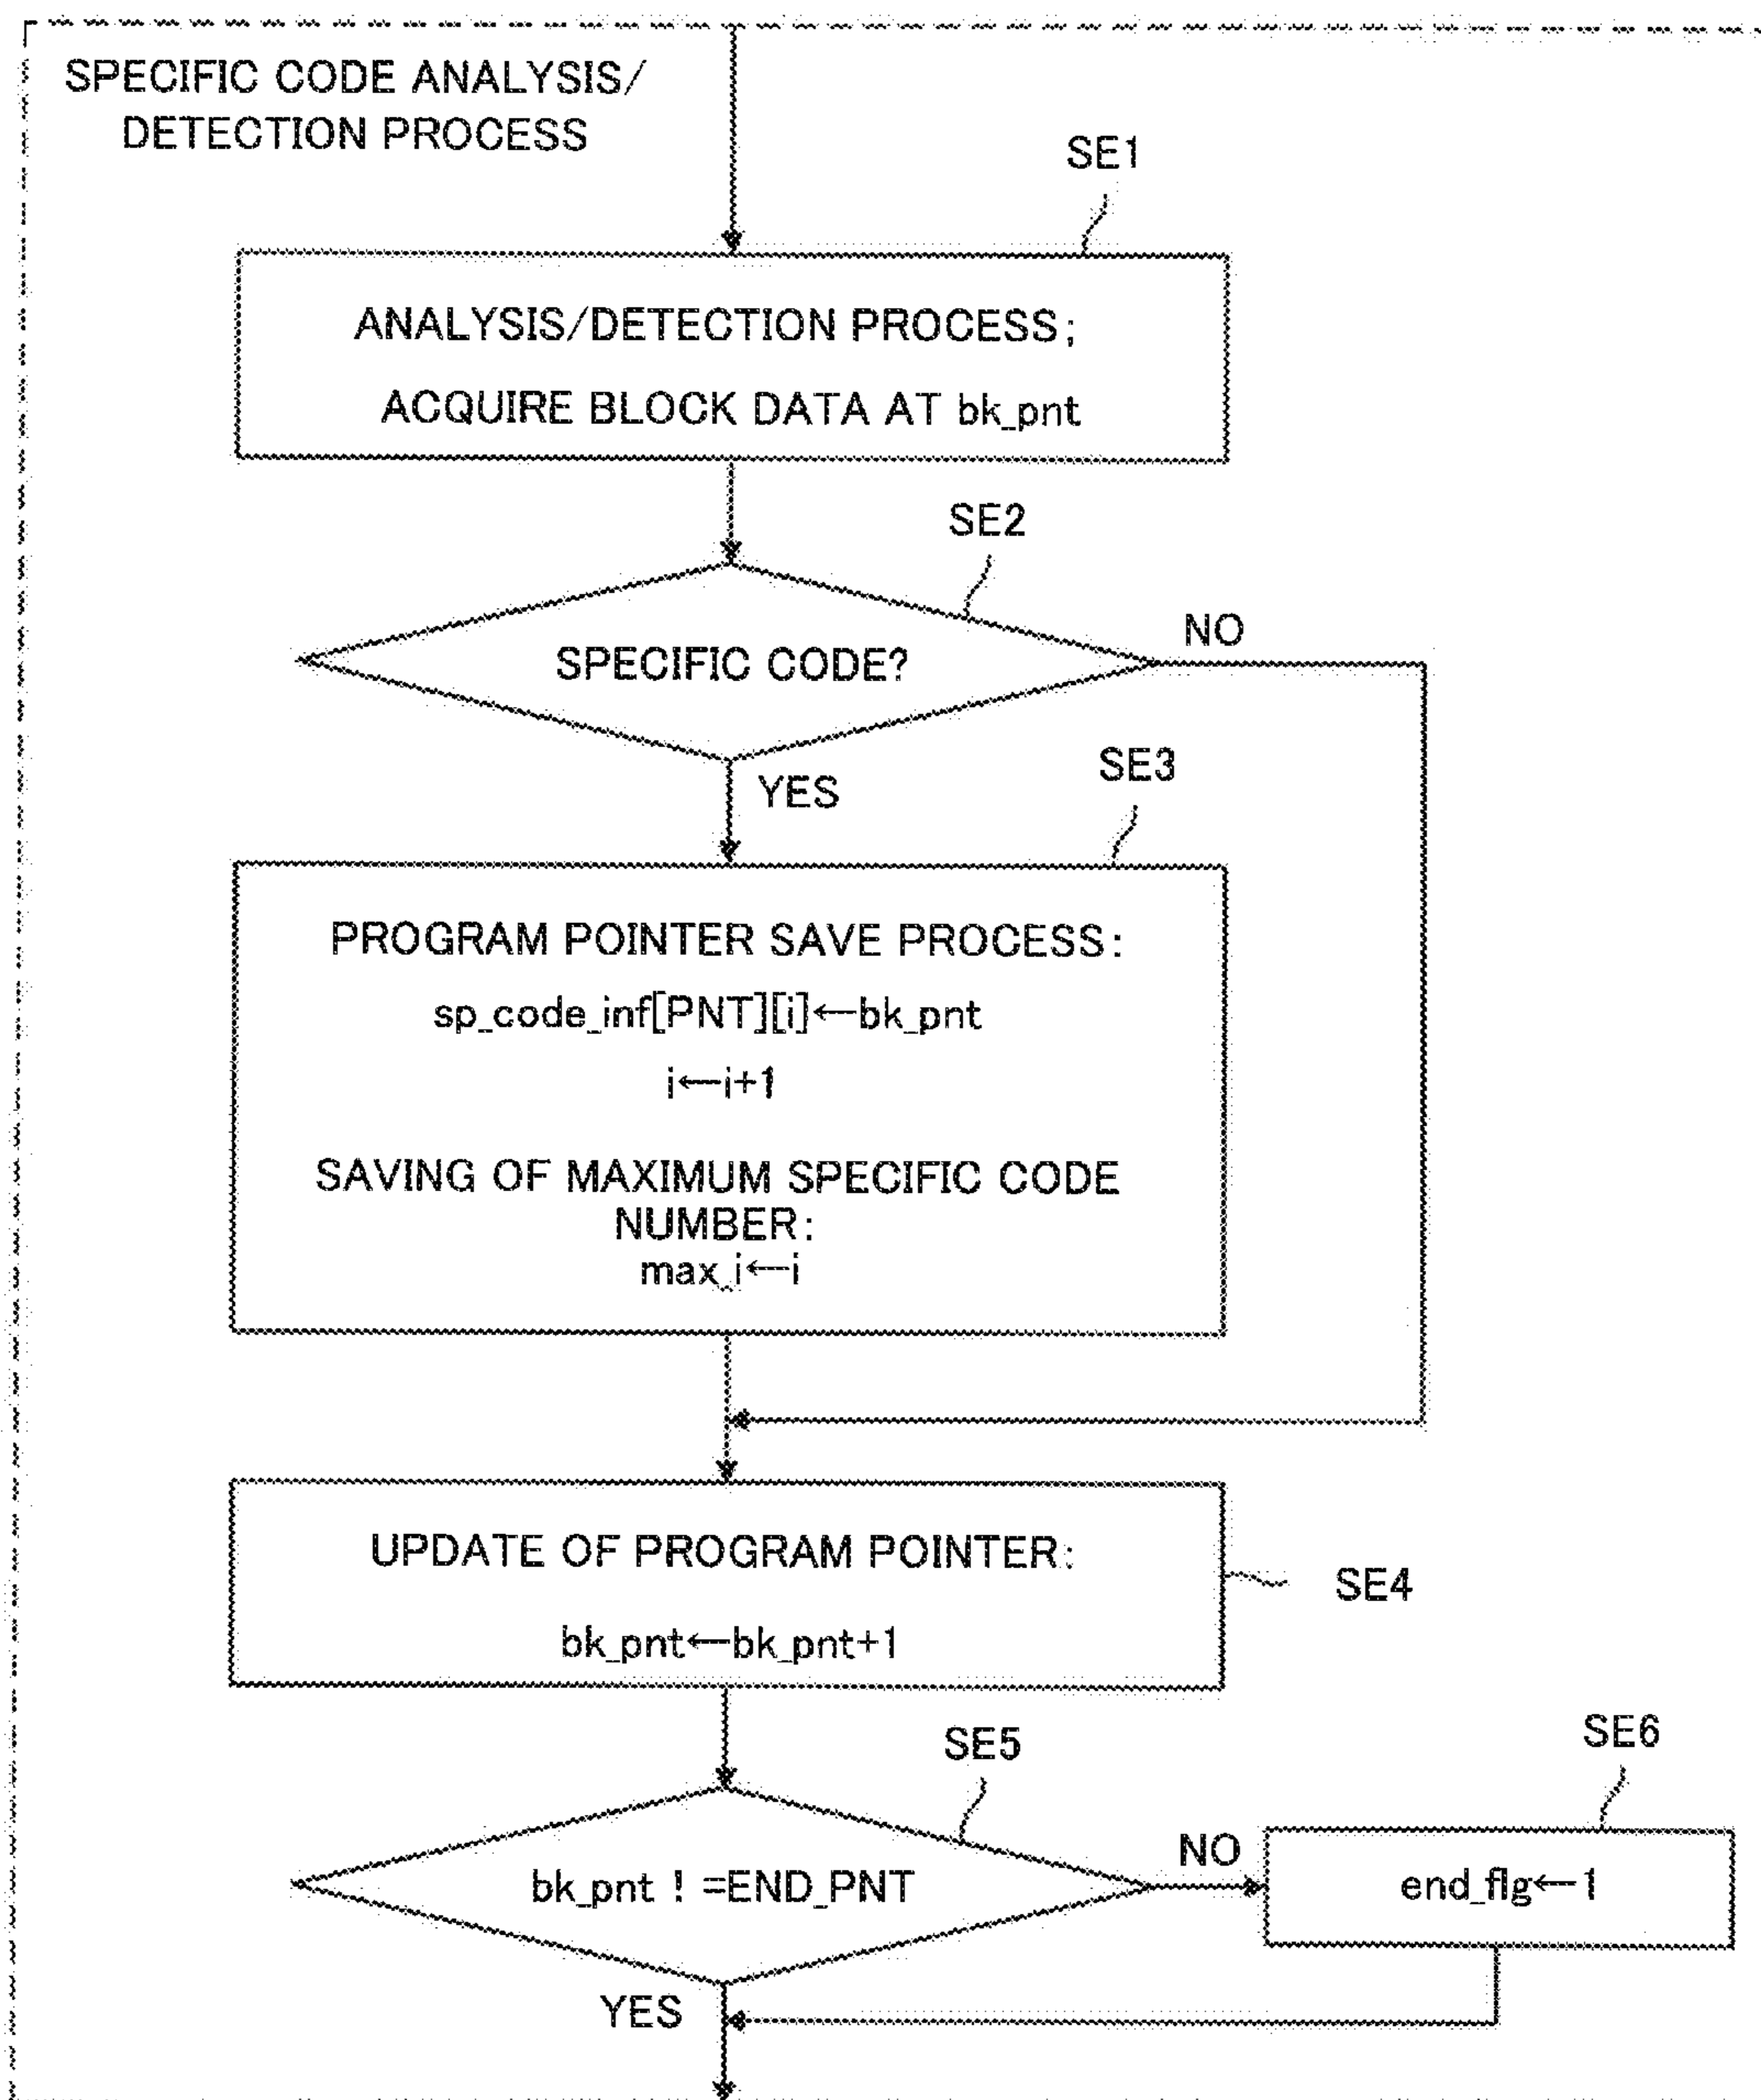 SPECIFIC CODE ANALYSIS/
DETECTION PROCESS
SE1
ANALYSIS/DETECTION PROCESS;
ACQUIRE BLOCK DATA AT bk_pnt
SE2
SPECIFIC CODE?
NO
YES
SE3
PROGRAM POINTER SAVE PROCESS:
sp_code_inf[PNT][i]←bk_pnt
i←i+1
SAVING OF MAXIMUM SPECIFIC CODE
NUMBER:
max_i←i
UPDATE OF PROGRAM POINTER:
bk_pnt←bk_pnt+1
SE4
SE5
bk_pnt ! =END_PNT
NO
SE6
end_flg←1
YES